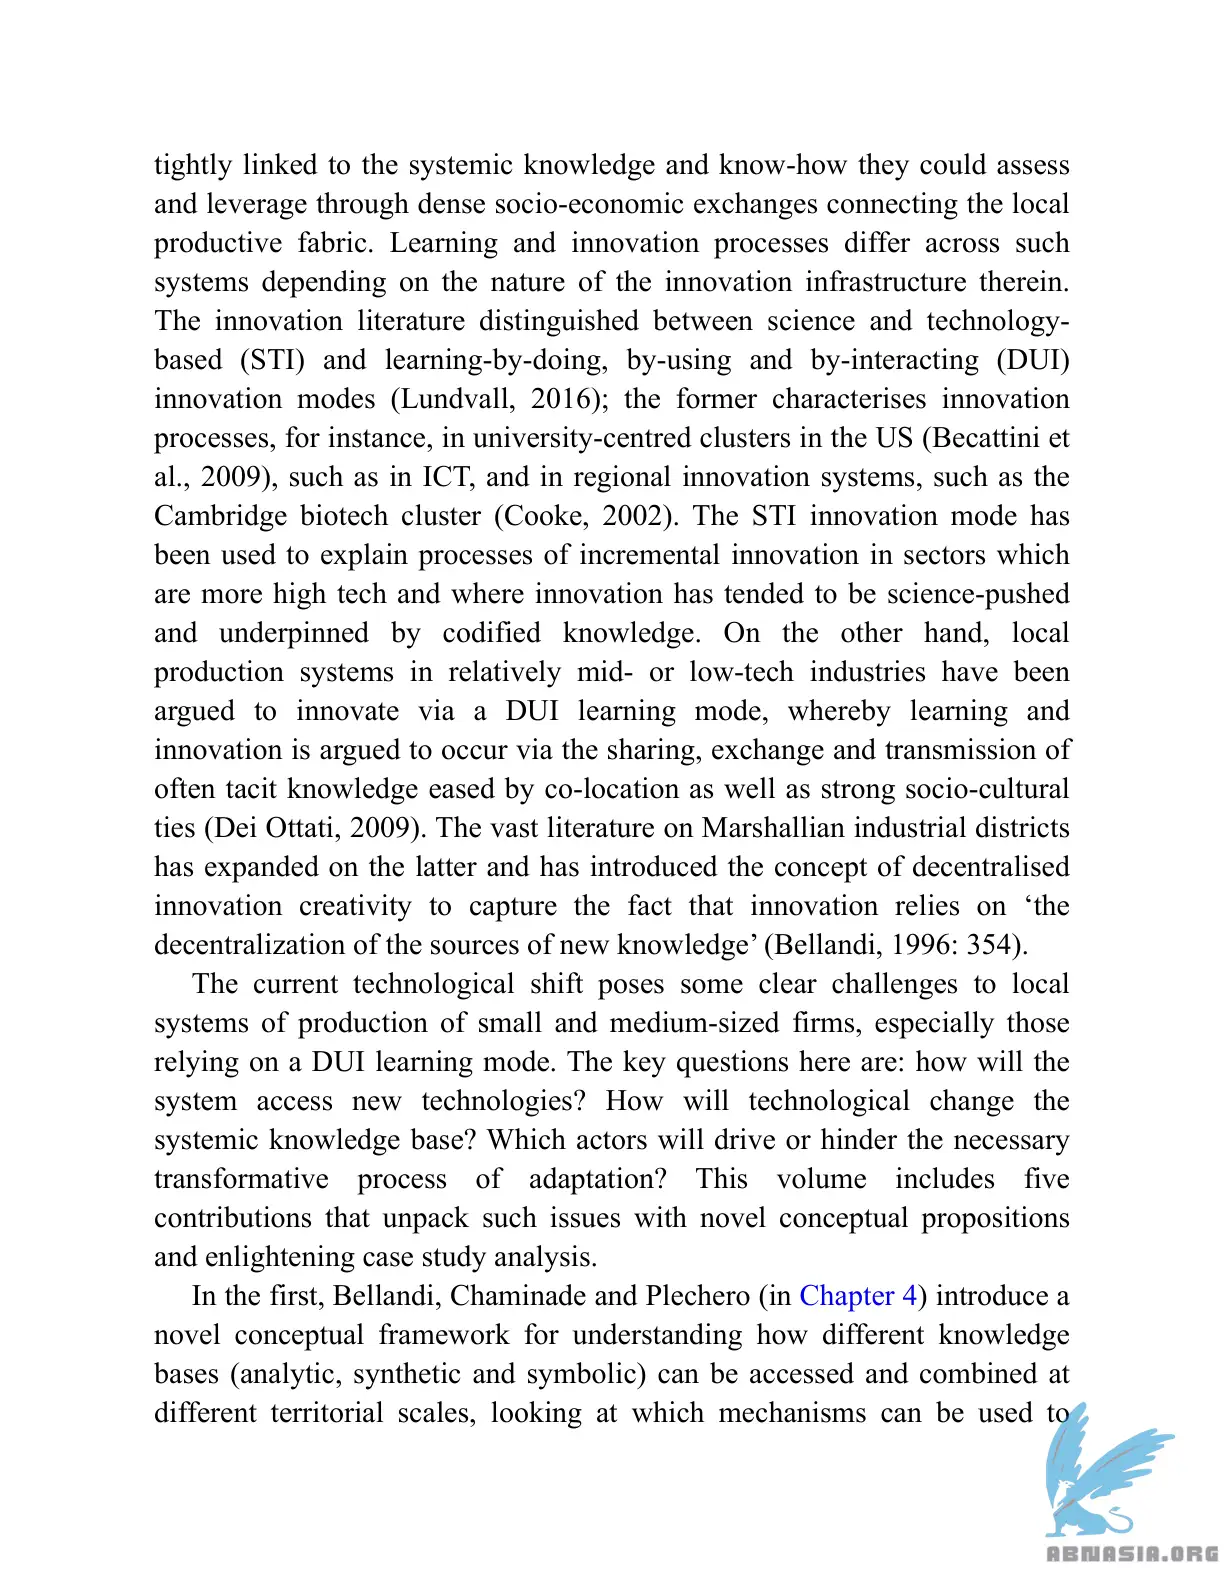 tightly linked to the systemic knowledge and know-how they could assess
and leverage through dense socio-economic exchanges connecting the local
productive fabric. Learning and innovation processes differ across such
systems depending on the nature of the innovation infrastructure therein.
The innovation literature distinguished between science and technology-
based (STI) and learning-by-doing, by-using and by-interacting (DUI)
innovation modes (Lundvall, 2016); the former characterises innovation
processes, for instance, in university-centred clusters in the US (Becattini et
al., 2009), such as in ICT, and in regional innovation systems, such as the
Cambridge biotech cluster (Cooke, 2002). The STI innovation mode has
been used to explain processes of incremental innovation in sectors which
are more high tech and where innovation has tended to be science-pushed
and underpinned by codified knowledge. On the other hand, local
production systems in relatively mid- or low-tech industries have been
argued to innovate via a DUI learning mode, whereby learning and
innovation is argued to occur via the sharing, exchange and transmission of
often tacit knowledge eased by co-location as well as strong socio-cultural
ties (Dei Ottati, 2009). The vast literature on Marshallian industrial districts
has expanded on the latter and has introduced the concept of decentralised
innovation creativity to capture the fact that innovation relies on ‘the
decentralization of the sources of new knowledge’ (Bellandi, 1996: 354).
The current technological shift poses some clear challenges to local
systems of production of small and medium-sized firms, especially those
relying on a DUI learning mode. The key questions here are: how will the
system access new technologies? How will technological change the
systemic knowledge base? Which actors will drive or hinder the necessary
transformative process of adaptation? This volume includes five
contributions that unpack such issues with novel conceptual propositions
and enlightening case study analysis.
In the first, Bellandi, Chaminade and Plechero (in Chapter 4) introduce a
novel conceptual framework for understanding how different knowledge
bases (analytic, synthetic and symbolic) can be accessed and combined at
different territorial scales, looking at which mechanisms can be used to
ABNASIA.ORG